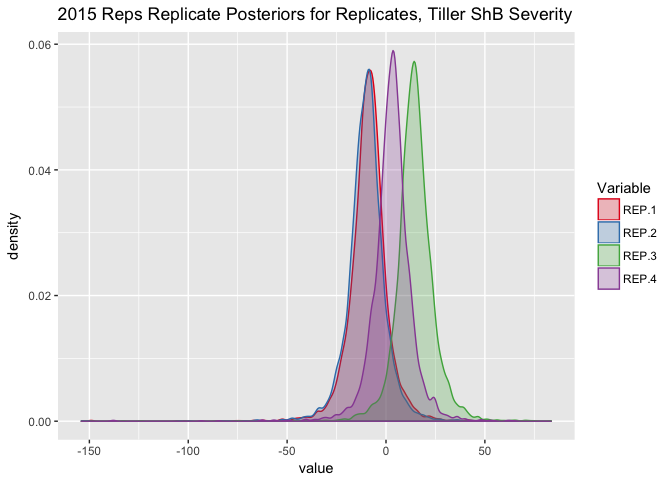 2015 Reps Replicate Posteriors for Replicates, Tiller ShB Severity
0.06
0.04
0.02
0.00
density
-150
-100
-50
0
50
value
Variable
REP.1
REP.2
REP.3
REP.4